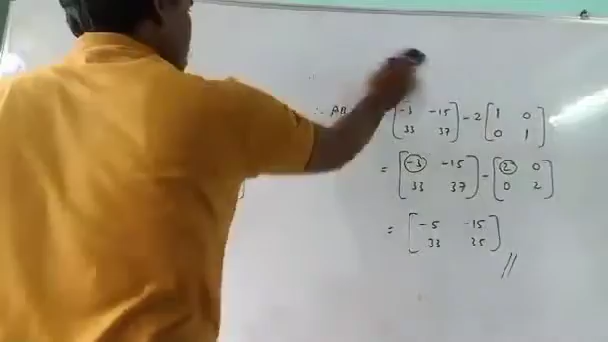 ∴ AB [-3 -15] - 2 [1 0]
33 37 0 1
= [-3 -15] - [2 0]
33 37 0 2
= [-5 -15]
33 35 //